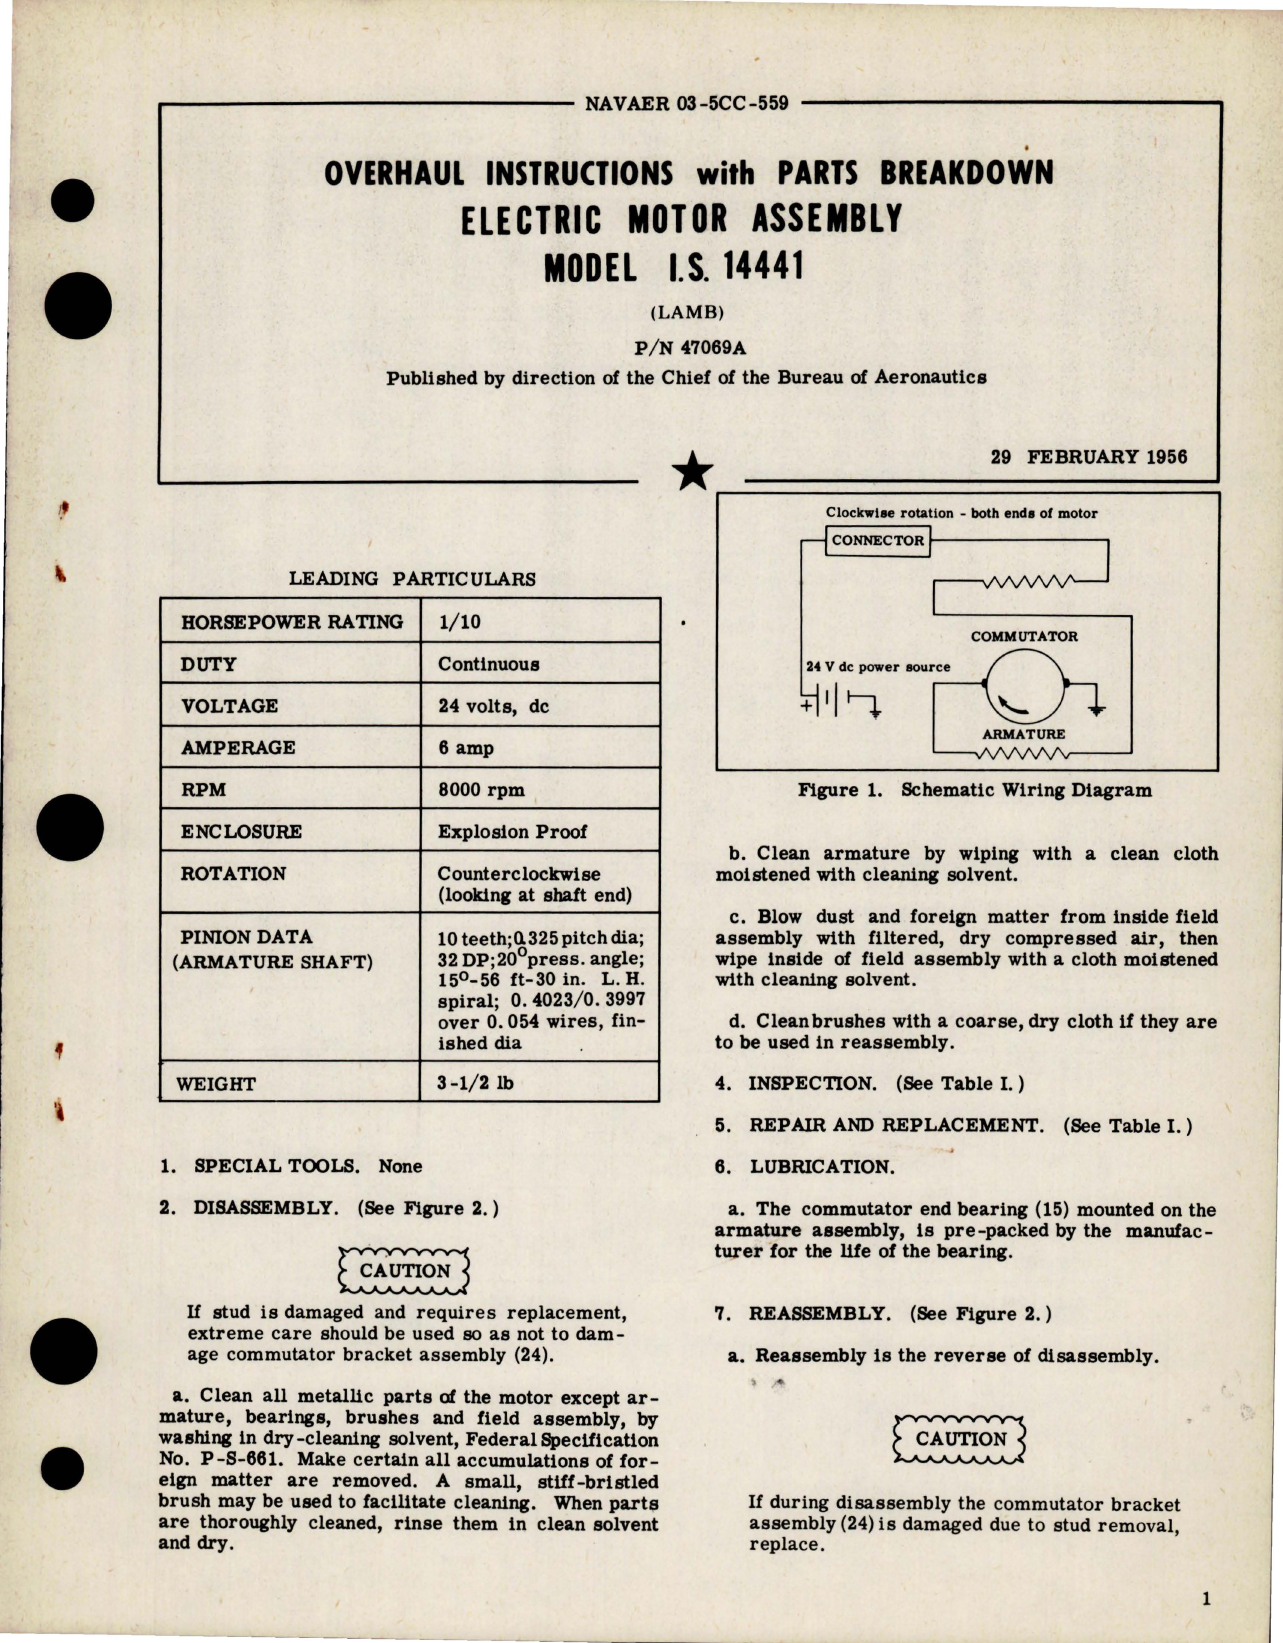 NAVAER 03-5CC-559
OVERHAUL INSTRUCTIONS with PARTS BREAKDOWN
ELECTRIC MOTOR ASSEMBLY
MODEL I.S. 14441
(LAMB)
P/N 47069A
Published by direction of the Chief of the Bureau of Aeronautics
29 FEBRUARY 1956
LEADING PARTICULARS
HORSEPOWER RATING 1/10
DUTY Continuous
VOLTAGE 24 volts, dc
AMPERAGE 6 amp
RPM 8000 rpm
ENCLOSURE Explosion Proof
ROTATION Counterclockwise
(looking at shaft end)
PINION DATA 10 teeth; 0.325 pitch dia;
(ARMATURE SHAFT) 32 DP; 20° press. angle;
15°-56 ft-30 in. L. H.
spiral; 0.4023/0.3997
over 0.054 wires, fin-
ished dia
WEIGHT 3-1/2 lb
1. SPECIAL TOOLS. None
2. DISASSEMBLY. (See Figure 2.)
CAUTION
If stud is damaged and requires replacement,
extreme care should be used so as not to dam-
age commutator bracket assembly (24).
a. Clean all metallic parts of the motor except ar-
mature, bearings, brushes and field assembly, by
washing in dry-cleaning solvent, Federal Specification
No. P-S-661. Make certain all accumulations of for-
eign matter are removed. A small, stiff-bristled
brush may be used to facilitate cleaning. When parts
are thoroughly cleaned, rinse them in clean solvent
and dry.
Clockwise rotation - both ends of motor
CONNECTOR
COMMUTATOR
24 V dc power source
+
ARMATURE
Figure 1. Schematic Wiring Diagram
b. Clean armature by wiping with a clean cloth
moistened with cleaning solvent.
c. Blow dust and foreign matter from inside field
assembly with filtered, dry compressed air, then
wipe inside of field assembly with a cloth moistened
with cleaning solvent.
d. Clean brushes with a coarse, dry cloth if they are
to be used in reassembly.
4. INSPECTION. (See Table I.)
5. REPAIR AND REPLACEMENT. (See Table I.)
6. LUBRICATION.
a. The commutator end bearing (15) mounted on the
armature assembly, is pre-packed by the manufac-
turer for the life of the bearing.
7. REASSEMBLY. (See Figure 2.)
a. Reassembly is the reverse of disassembly.
CAUTION
If during disassembly the commutator bracket
assembly (24) is damaged due to stud removal,
replace.
1